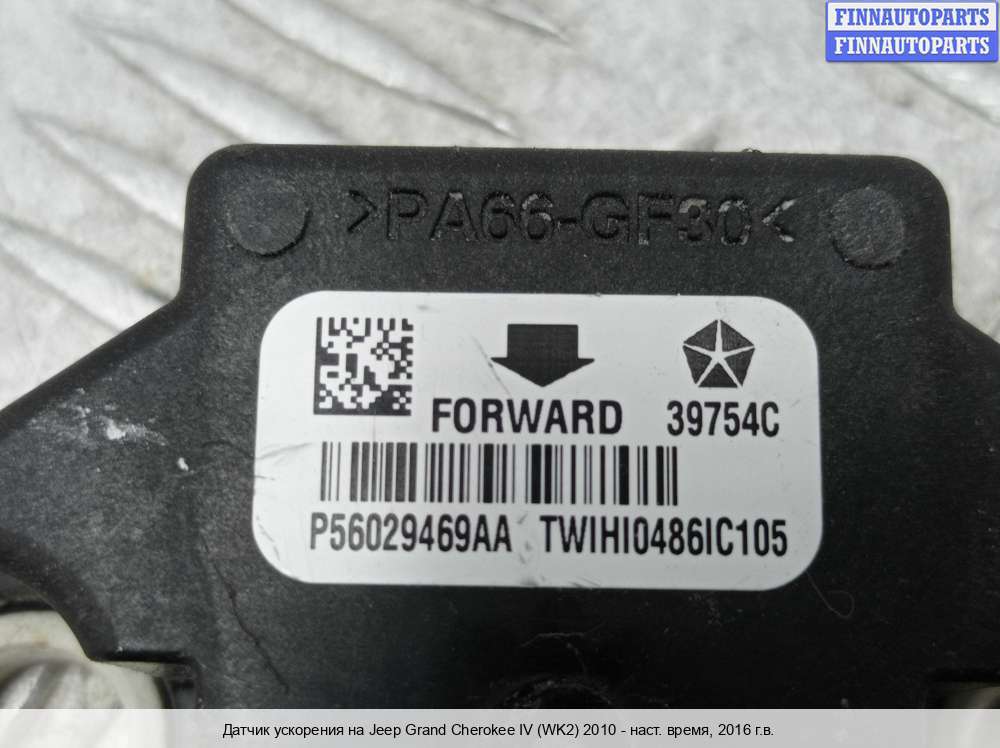 FINNAUTOPARTS
FINNAUTOPARTS
>PA66-GF30<
FORWARD 39754C
P56029469AA TWIHI0486IC105
Датчик ускорения на Jeep Grand Cherokee IV (WK2) 2010 - наст. время, 2016 г.в.